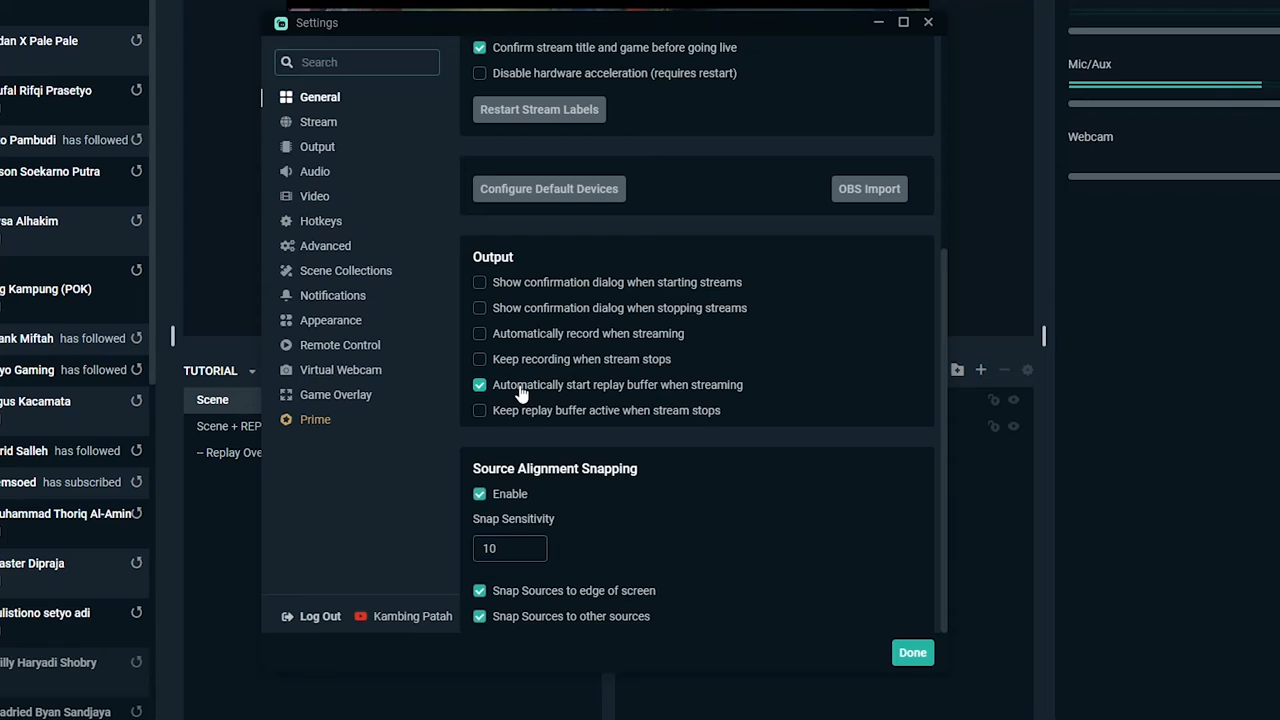 Settings
dan X Pale Pale
ufal Rifqi Prasetyo
o Pambudi has followed
son Soekarno Putra
rsa Alhakim
g Kampung (POK)
ank Miftah has followed
yo Gaming has followed
gus Kacamata
rid Salleh has followed
emsoed has subscribed
uhammad Thoriq Al-Amin
aster Dipraja
ulistiono setyo adi
illy Haryadi Shobry
adried Byan Sandjaya
TUTORIAL
Scene
Scene + REP
-- Replay Ove
Search
General
Stream
Output
Audio
Video
Hotkeys
Advanced
Scene Collections
Notifications
Appearance
Remote Control
Virtual Webcam
Game Overlay
Prime
Log Out Kambing Patah
Confirm stream title and game before going live
Disable hardware acceleration (requires restart)
Restart Stream Labels
Configure Default Devices OBS Import
Output
Show confirmation dialog when starting streams
Show confirmation dialog when stopping streams
Automatically record when streaming
Keep recording when stream stops
Automatically start replay buffer when streaming
Keep replay buffer active when stream stops
Source Alignment Snapping
Enable
Snap Sensitivity
10
Snap Sources to edge of screen
Snap Sources to other sources
Done
Mic/Aux
Webcam